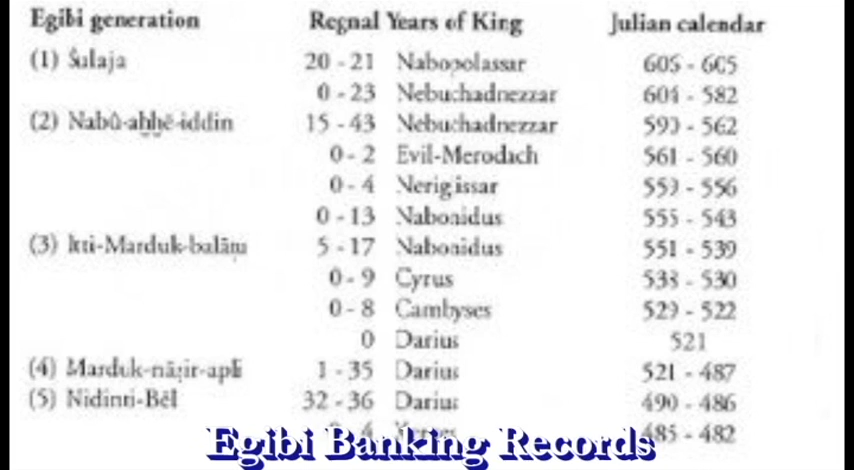 Egibi generation Regnal Years of King Julian calendar
(1) Šulaja 20 - 21 Nabopolassar 605 - 605
0 - 23 Nebuchadnezzar 604 - 582
(2) Nabû-aḫḫē-iddin 15 - 43 Nebuchadnezzar 590 - 562
0 - 2 Evil-Merodach 561 - 560
0 - 4 Neriglissar 559 - 556
0 - 13 Nabonidus 555 - 543
(3) Itti-Marduk-balāṭu 5 - 17 Nabonidus 551 - 539
0 - 9 Cyrus 538 - 530
0 - 8 Cambyses 529 - 522
0 Darius 521
(4) Marduk-nāṣir-apli 1 - 35 Darius 521 - 487
(5) Nidinti-Bēl 32 - 36 Darius 490 - 486
485 - 482
Egibi Banking Records